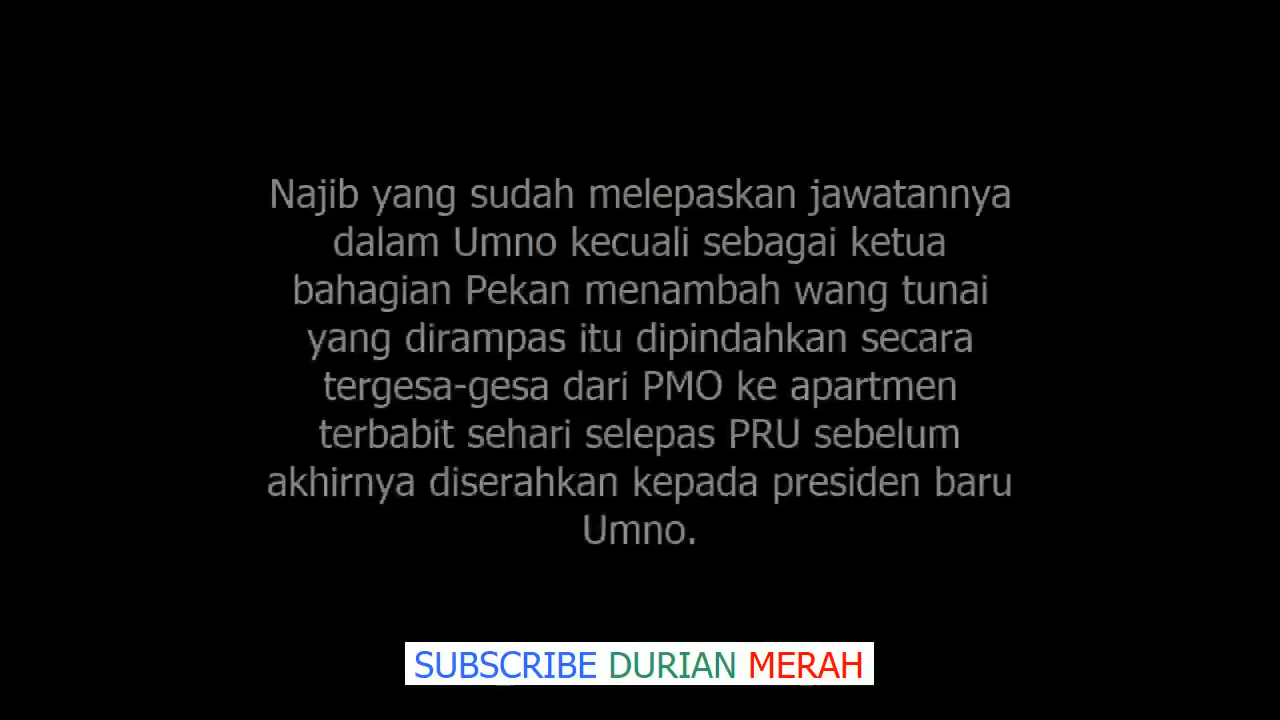 Najib yang sudah melepaskan jawatannya
dalam Umno kecuali sebagai ketua
bahagian Pekan menambah wang tunai
yang dirampas itu dipindahkan secara
tergesa-gesa dari PMO ke apartmen
terbabit sehari selepas PRU sebelum
akhirnya diserahkan kepada presiden baru
Umno.
SUBSCRIBE DURIAN MERAH